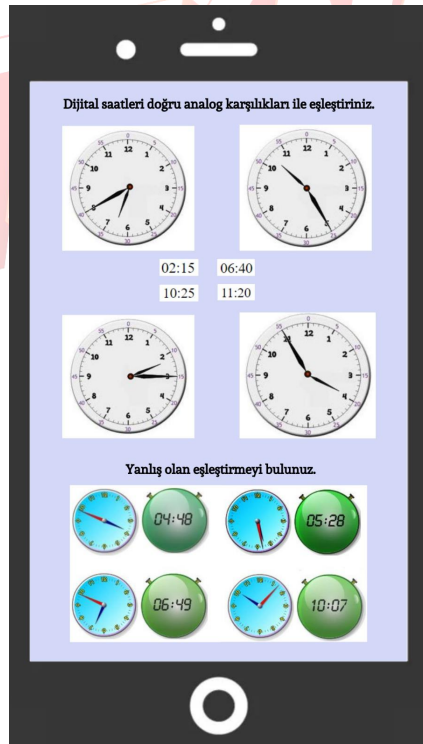 Dijital saatleri doğru analog karşılıkları ile eşleştiriniz.
02:15 06:40
10:25 11:20
Yanlış olan eşleştirmeyi bulunuz.
04:48 05:28
06:49 10:07